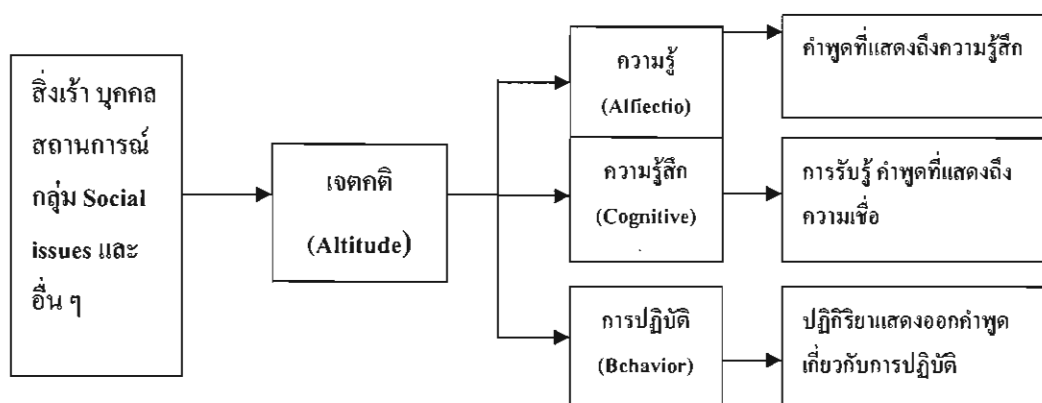 สิ่งเร้า บุคคล
สถานการณ์
กลุ่ม Social
issues และ
อื่น ๆ
เจตคติ
(Altitude)
ความรู้
(Alfiectio)
ความรู้สึก
(Cognitive)
การปฏิบัติ
(Bchavior)
คำพูดที่แสดงถึงความรู้สึก
การรับรู้ คำพูดที่แสดงถึง
ความเชื่อ
ปฏิกิริยาแสดงออกคำพูด
เกี่ยวกับการปฏิบัติ